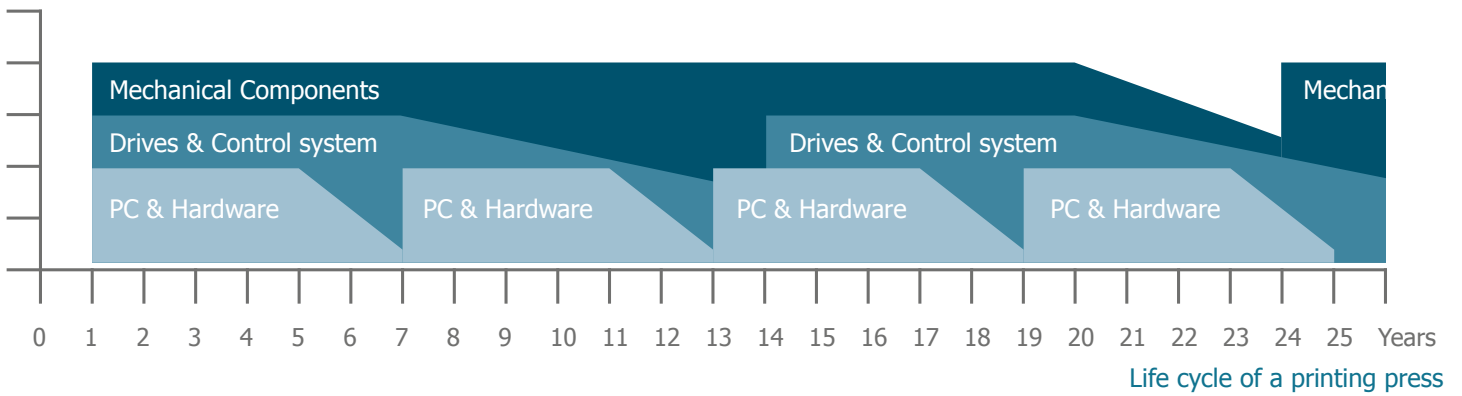 Mechanical Components
Mechan
Drives & Control system
Drives & Control system
PC & Hardware
PC & Hardware
PC & Hardware
PC & Hardware
0 1 2 3 4 5 6 7 8 9 10 11 12 13 14 15 16 17 18 19 20 21 22 23 24 25 Years
Life cycle of a printing press